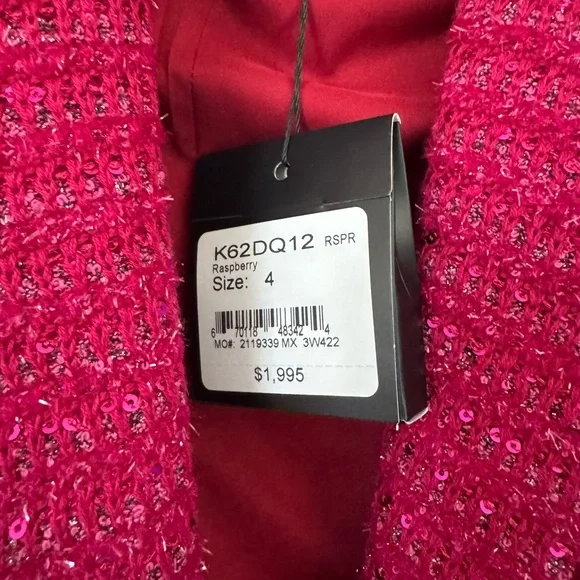 K62DQ12 RSPR
Raspberry
Size: 4
6 70118 48342 4
MO#: 2119339 MX 3W422
$1,995